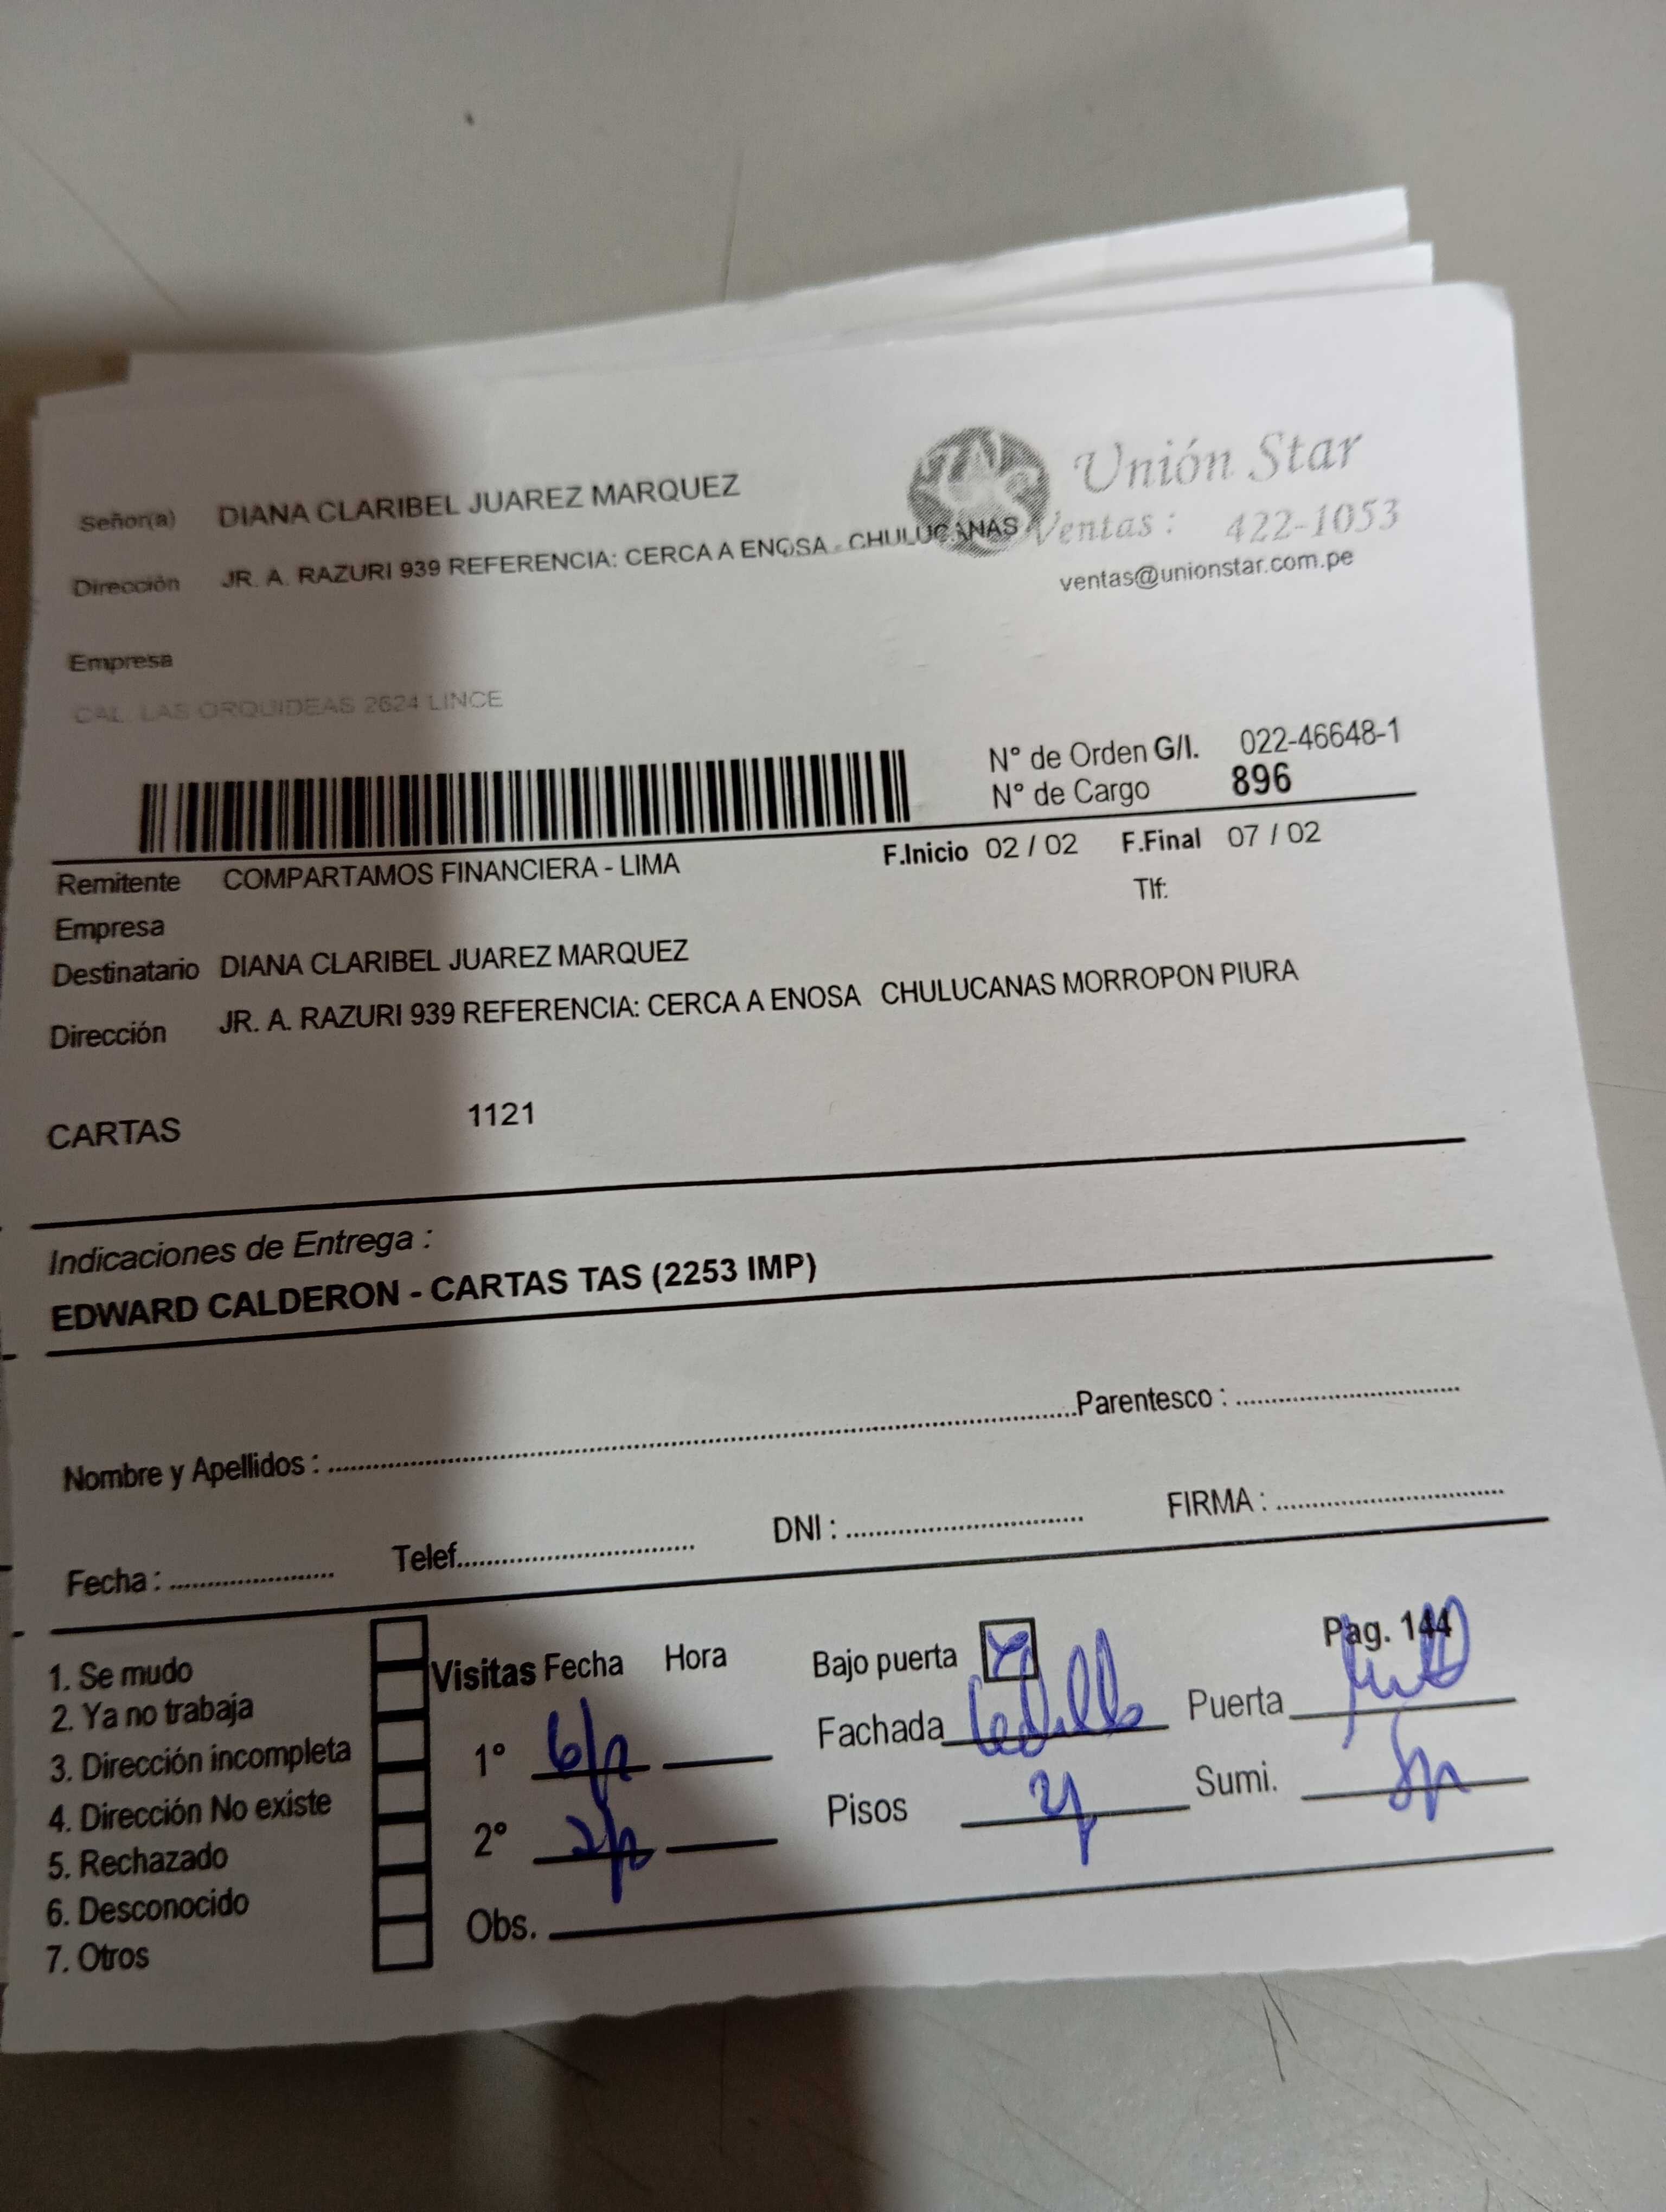 Unión Star
Señor(a) DIANA CLARIBEL JUAREZ MARQUEZ
Ventas : 422-1053
Dirección JR. A. RAZURI 939 REFERENCIA: CERCA A ENOSA - CHULUCANAS
ventas@unionstar.com.pe
Empresa
CAL. LAS ORQUIDEAS 2624 LINCE
N° de Orden G/I. 022-46648-1
N° de Cargo 896
Remitente COMPARTAMOS FINANCIERA - LIMA F.Inicio 02 / 02 F.Final 07 / 02
Empresa Tlf:
Destinatario DIANA CLARIBEL JUAREZ MARQUEZ
Dirección JR. A. RAZURI 939 REFERENCIA: CERCA A ENOSA CHULUCANAS MORROPON PIURA
CARTAS 1121
Indicaciones de Entrega :
EDWARD CALDERON - CARTAS TAS (2253 IMP)
Nombre y Apellidos : Parentesco :
Fecha : Telef. DNI : FIRMA :
1. Se mudo
2. Ya no trabaja
3. Dirección incompleta
4. Dirección No existe
5. Rechazado
6. Desconocido
7. Otros
Visitas Fecha Hora Bajo puerta Pag. 144
1° Fachada Puerta
2° Pisos Sumi.
Obs.